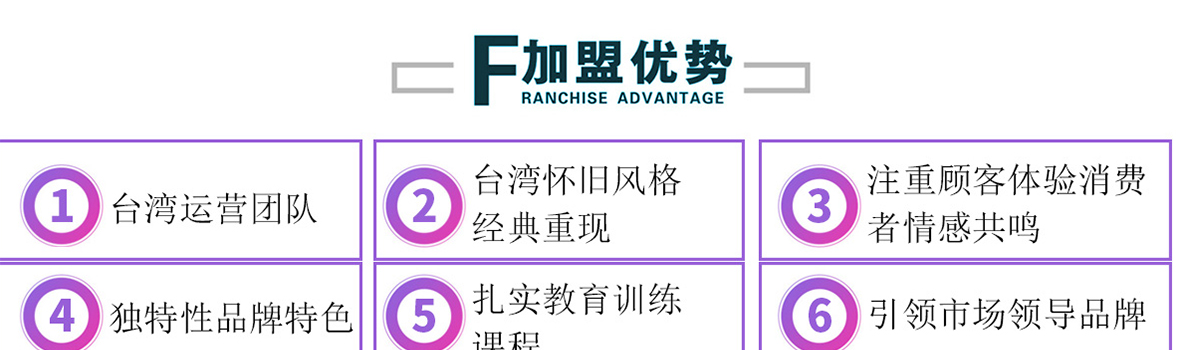 加盟优势
FRANCHISE ADVANTAGE
1 台湾运营团队
2 台湾怀旧风格
经典重现
3 注重顾客体验消费
者情感共鸣
4 独特性品牌特色
5 扎实教育训练
课程
6 引领市场领导品牌